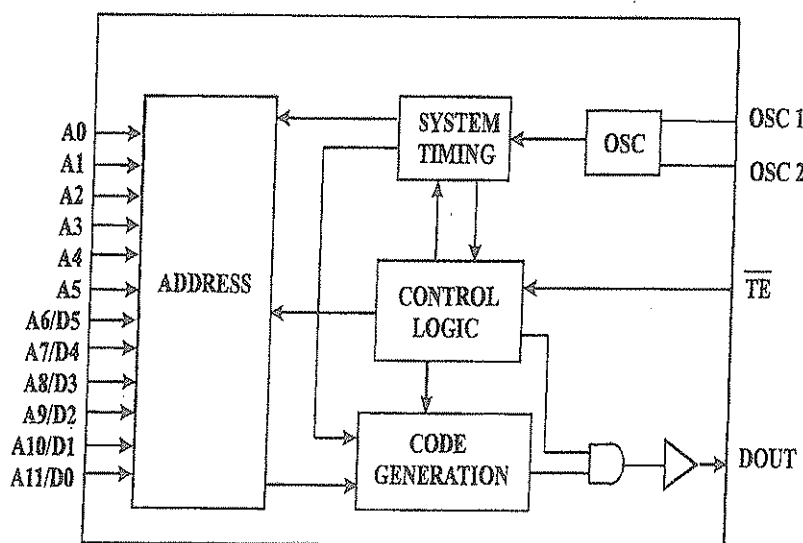 A0
A1
A2
A3
A4
A5
A6/D5
A7/D4
A8/D3
A9/D2
A10/D1
A11/D0
ADDRESS
SYSTEM
TIMING
OSC
OSC 1
OSC 2
CONTROL
LOGIC
TE
CODE
GENERATION
DOUT